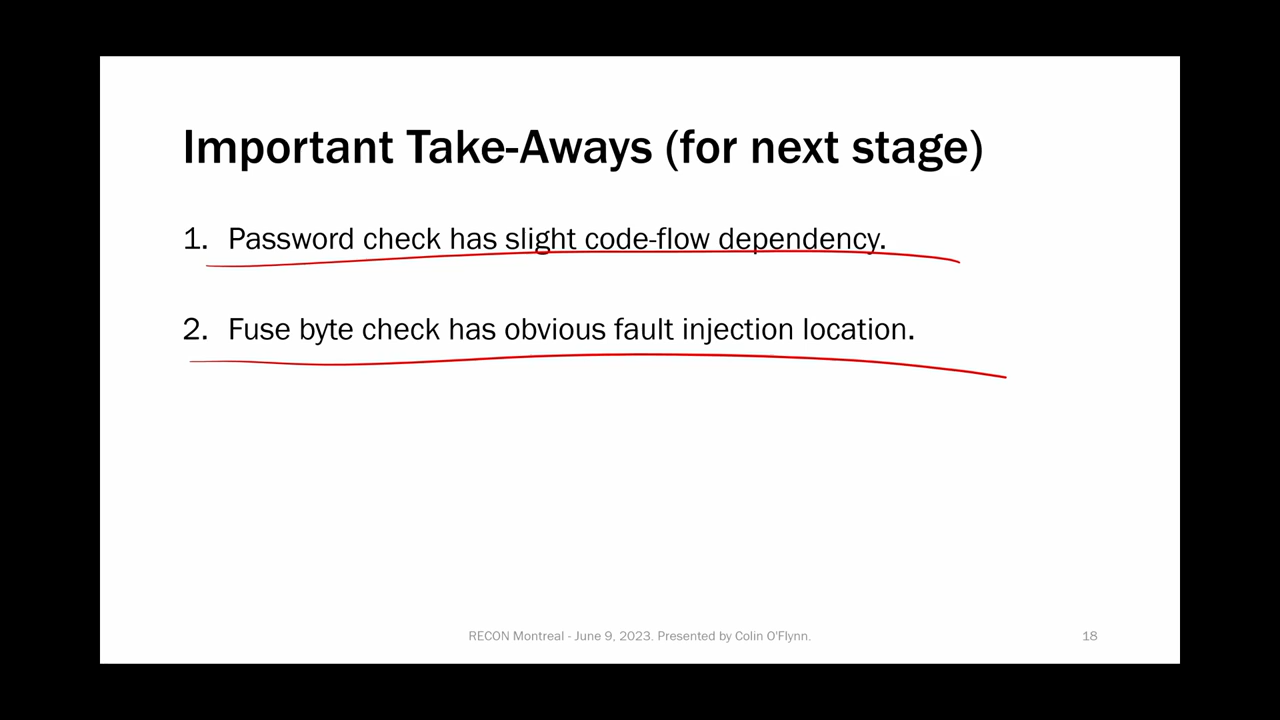 Important Take-Aways (for next stage)
1. Password check has slight code-flow dependency.
2. Fuse byte check has obvious fault injection location.
RECON Montreal - June 9, 2023. Presented by Colin O'Flynn.
18